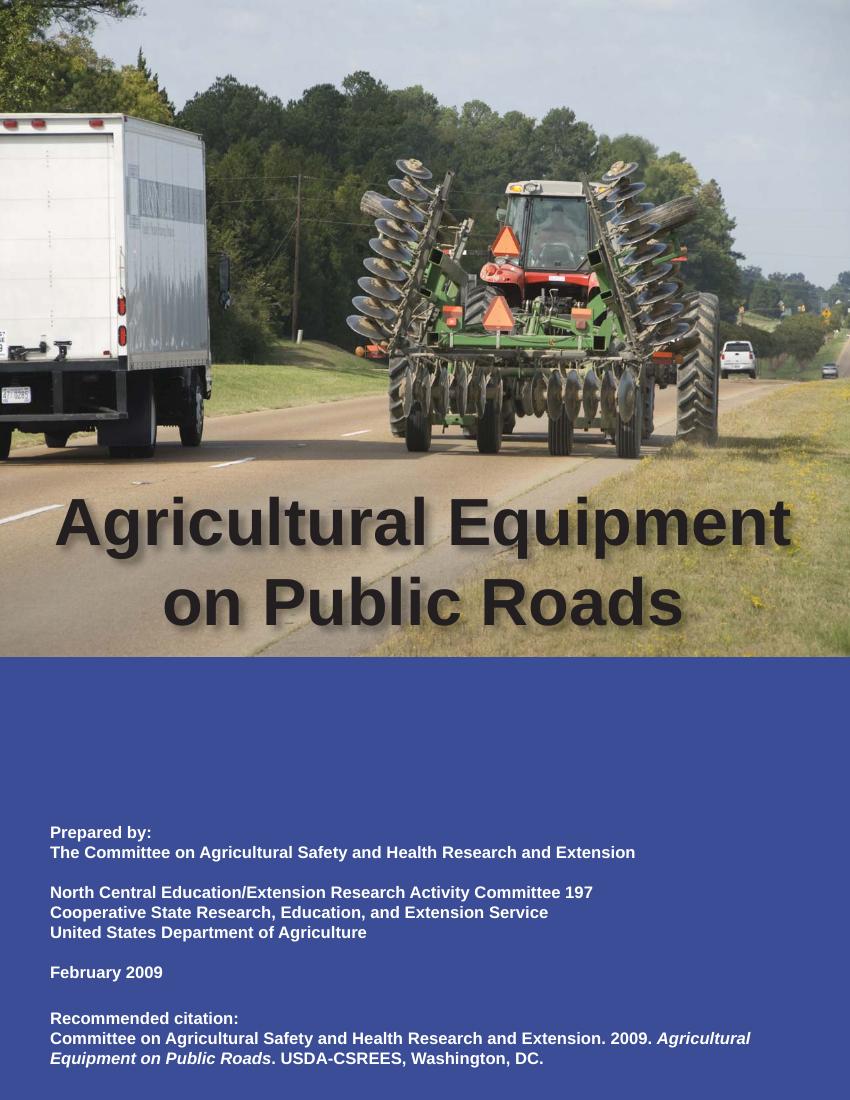 Agricultural Equipment
on Public Roads
Prepared by:
The Committee on Agricultural Safety and Health Research and Extension
North Central Education/Extension Research Activity Committee 197
Cooperative State Research, Education, and Extension Service
United States Department of Agriculture
February 2009
Recommended citation:
Committee on Agricultural Safety and Health Research and Extension. 2009. Agricultural
Equipment on Public Roads. USDA-CSREES, Washington, DC.